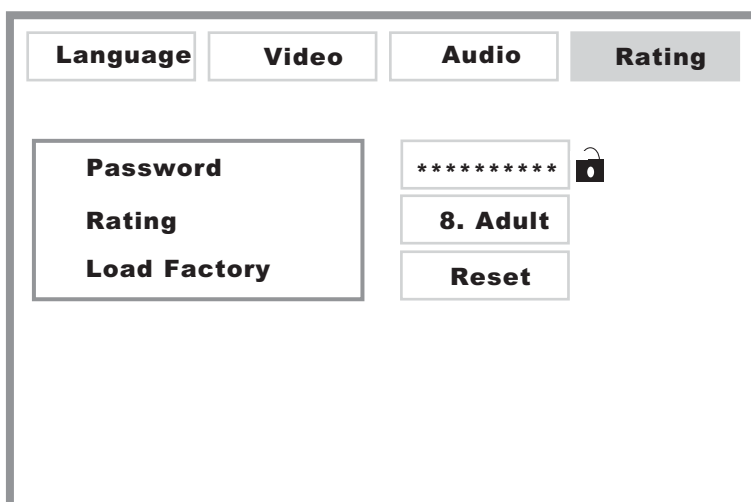 Language Video Audio Rating
Password **********
Rating 8. Adult
Load Factory Reset